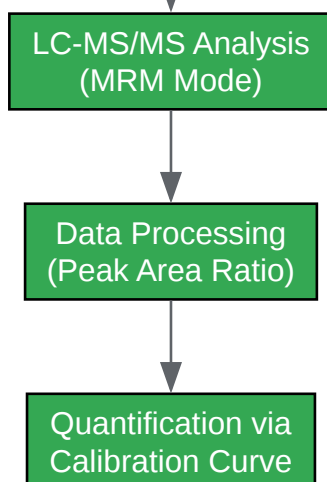 LC-MS/MS Analysis
(MRM Mode)
Data Processing
(Peak Area Ratio)
Quantification via
Calibration Curve